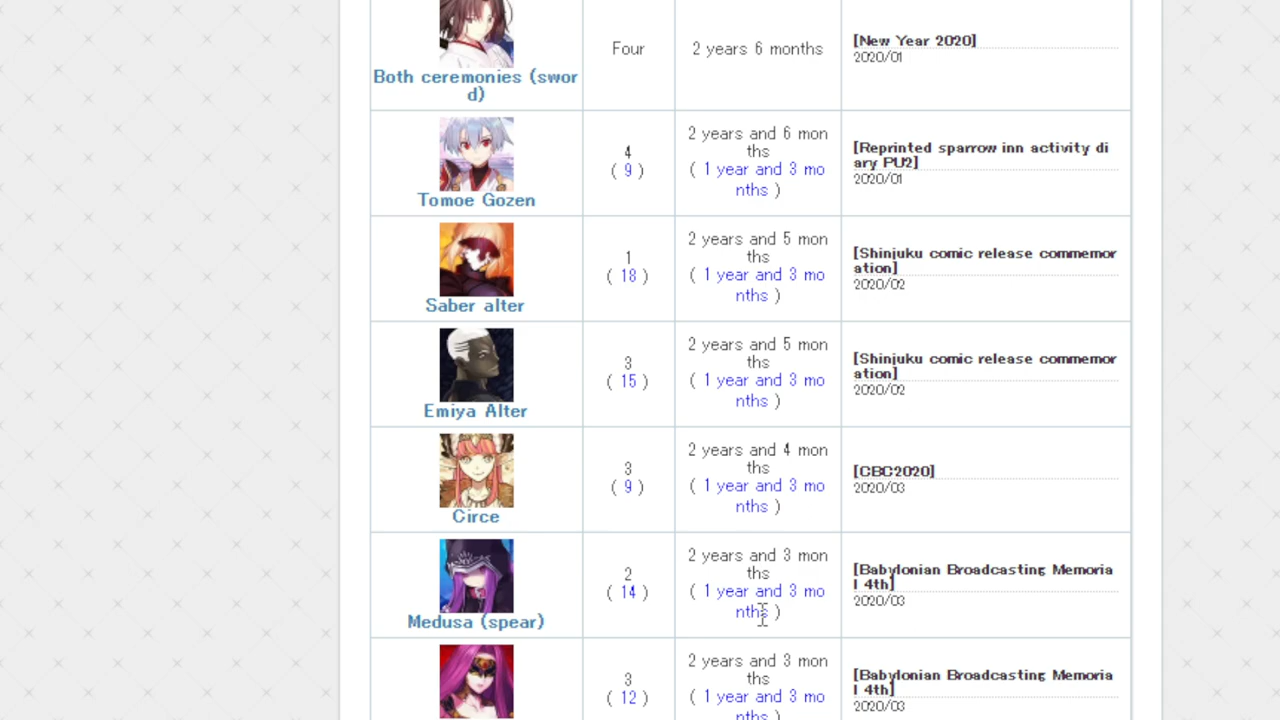 Both ceremonies (swor
d)
Four
2 years 6 months
[New Year 2020]
2020/01
Tomoe Gozen
4
( 9 )
2 years and 6 mon
ths
( 1 year and 3 mo
nths )
[Reprinted sparrow inn activity di
ary PU2]
2020/01
Saber alter
1
( 18 )
2 years and 5 mon
ths
( 1 year and 3 mo
nths )
[Shinjuku comic release commemor
ation]
2020/02
Emiya Alter
3
( 15 )
2 years and 5 mon
ths
( 1 year and 3 mo
nths )
[Shinjuku comic release commemor
ation]
2020/02
Circe
3
( 9 )
2 years and 4 mon
ths
( 1 year and 3 mo
nths )
[CBC2020]
2020/03
Medusa (spear)
2
( 14 )
2 years and 3 mon
ths
( 1 year and 3 mo
nths )
[Babylonian Broadcasting Memoria
l 4th]
2020/03
3
( 12 )
2 years and 3 mon
ths
( 1 year and 3 mo
nths )
[Babylonian Broadcasting Memoria
l 4th]
2020/03